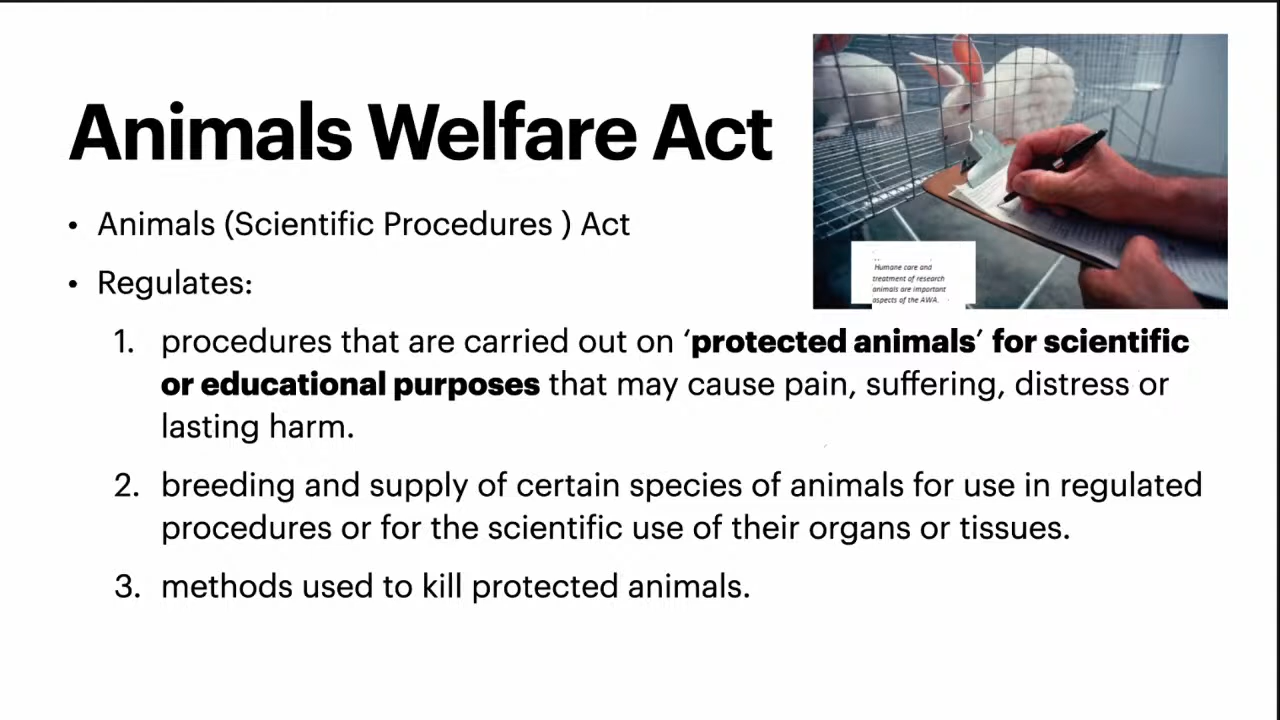 Animals Welfare Act
• Animals (Scientific Procedures ) Act
• Regulates:
1. procedures that are carried out on ‘protected animals’ for scientific
or educational purposes that may cause pain, suffering, distress or
lasting harm.
2. breeding and supply of certain species of animals for use in regulated
procedures or for the scientific use of their organs or tissues.
3. methods used to kill protected animals.
Humane care and
treatment of research
animals are important
aspects of the AWA.